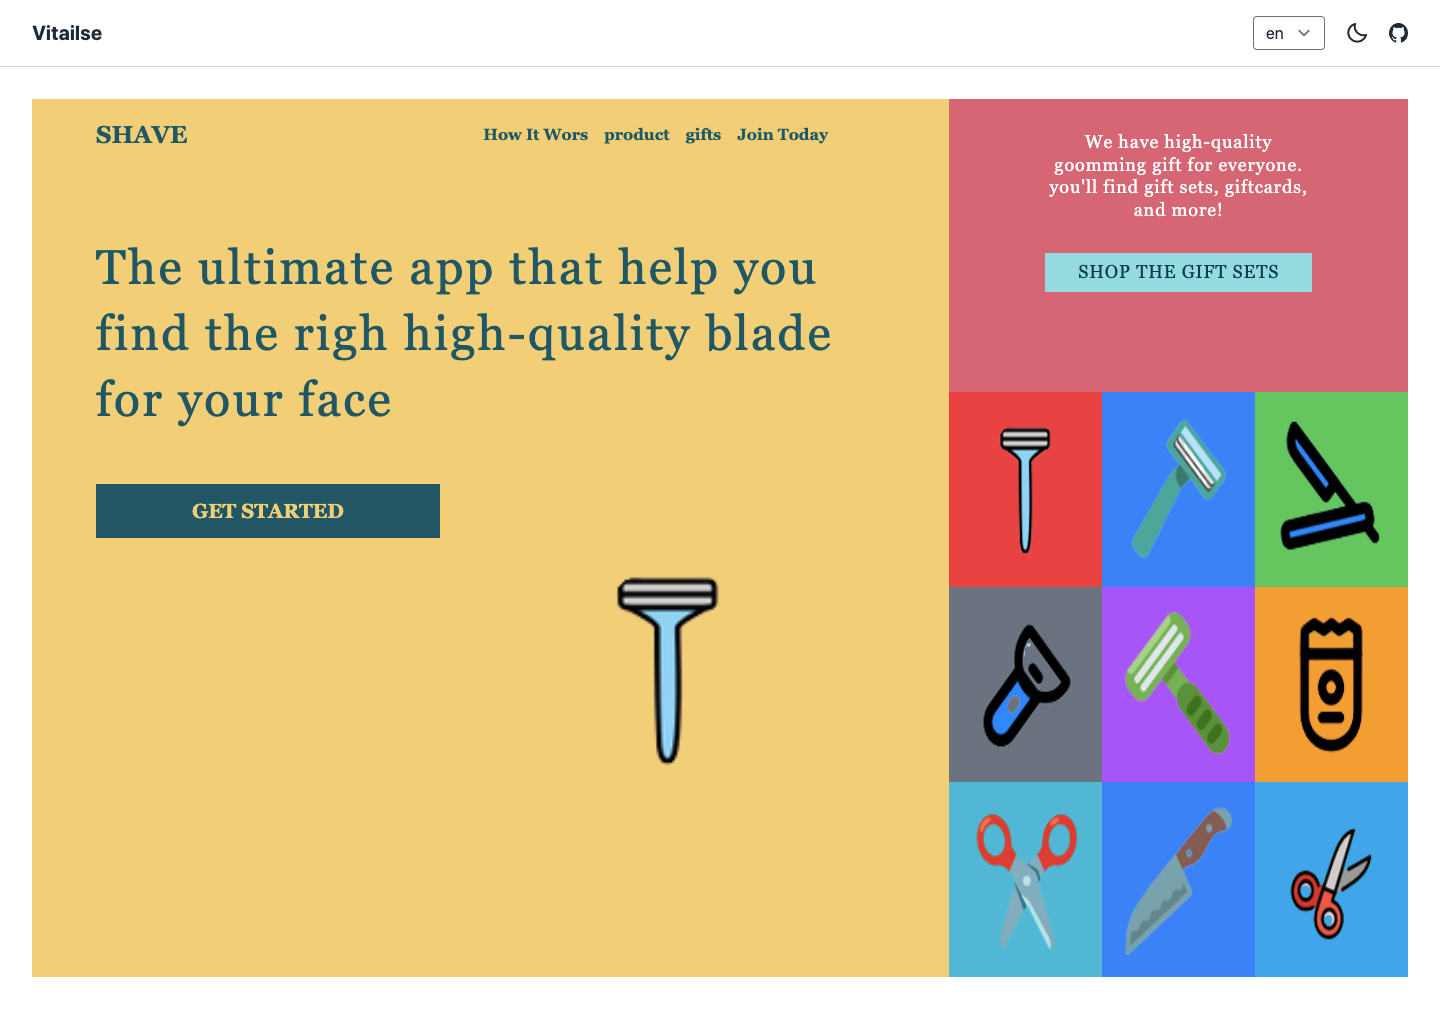 Vitailse
en
SHAVE
How It Wors product gifts Join Today
The ultimate app that help you
find the righ high-quality blade
for your face
GET STARTED
We have high-quality
goomming gift for everyone.
you'll find gift sets, giftcards,
and more!
SHOP THE GIFT SETS